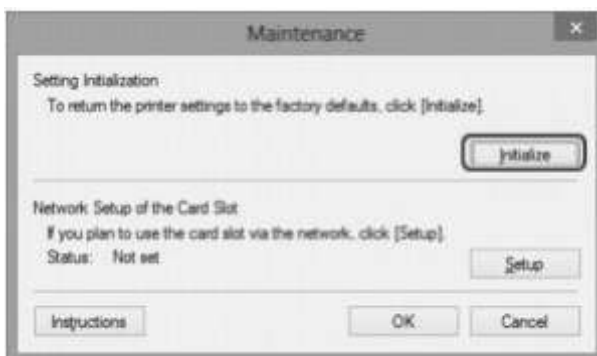 Maintenance
Setting Initialization
To return the printer settings to the factory defaults, click [Initialize].
Initialize
Network Setup of the Card Slot
If you plan to use the card slot via the network, click [Setup].
Status: Not set
Setup
Instructions OK Cancel